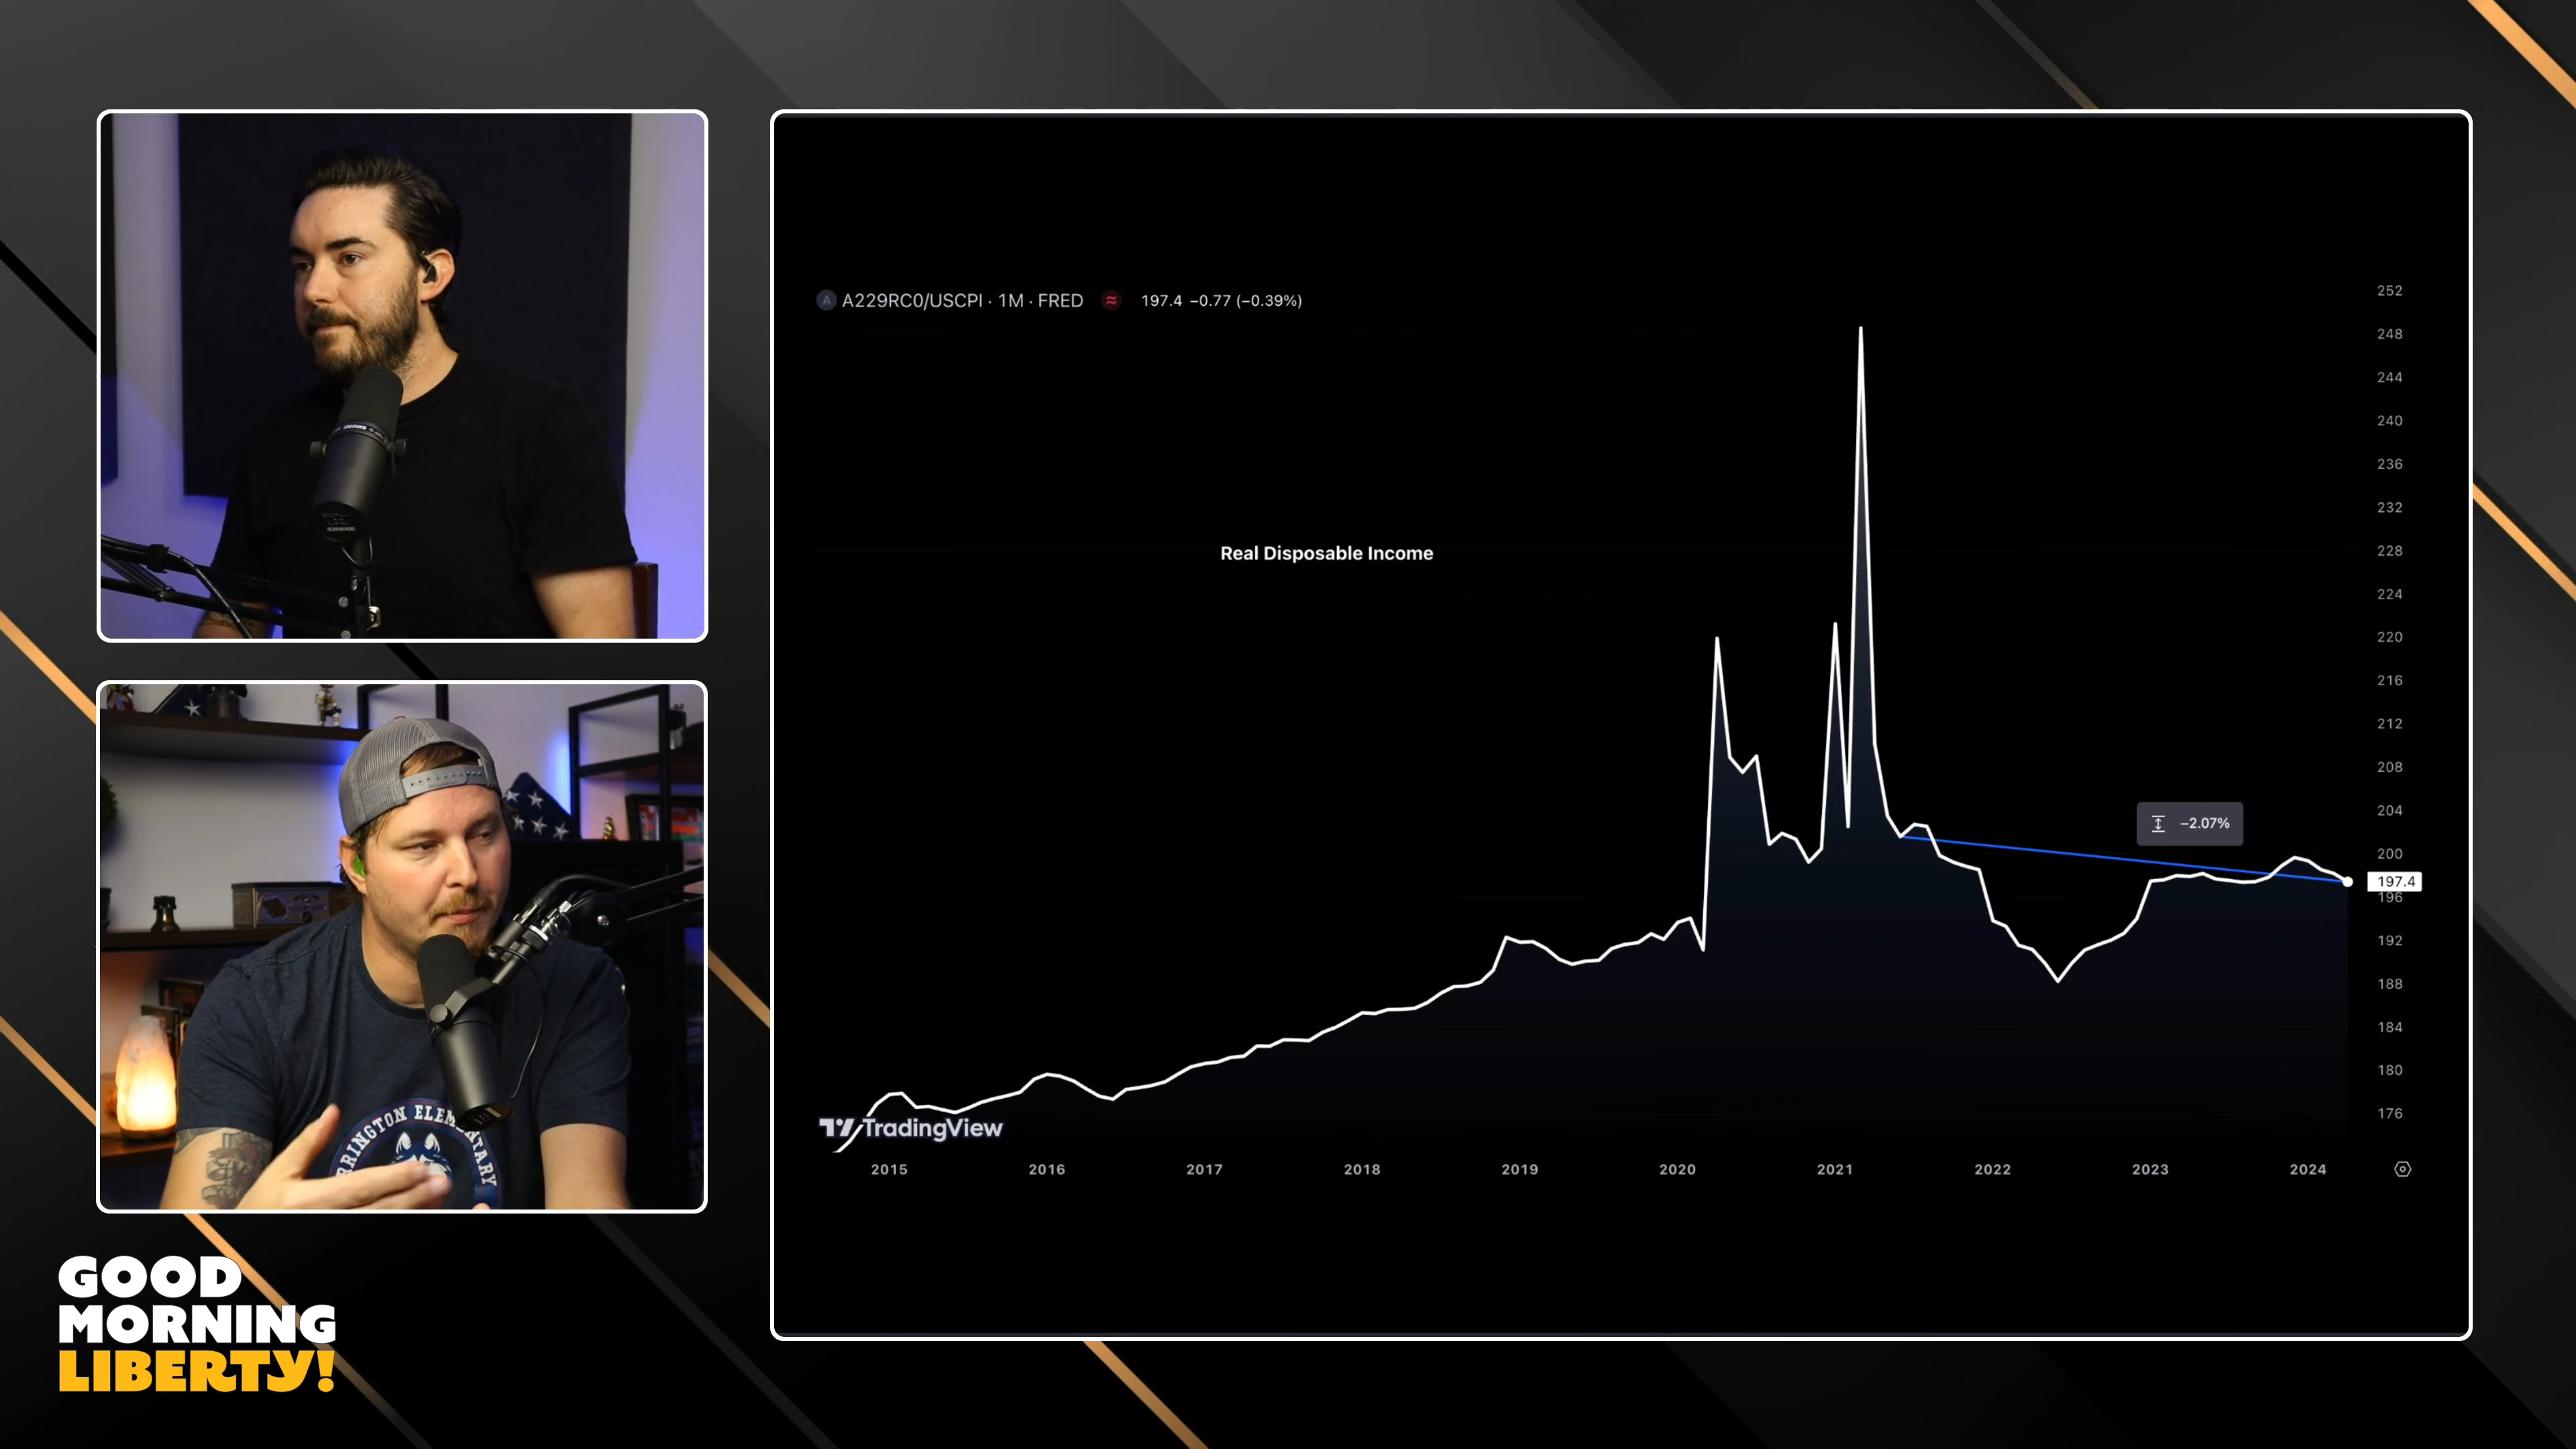 A A229RC0/USCPI · 1M · FRED ≈ 197.4 −0.77 (−0.39%)
Real Disposable Income
−2.07%
252
248
244
240
236
232
228
224
220
216
212
208
204
200
197.4
196
192
188
184
180
176
TradingView
2015 2016 2017 2018 2019 2020 2021 2022 2023 2024
RRINGTON ELEMENTARY
GOOD
MORNING
LIBERTY!